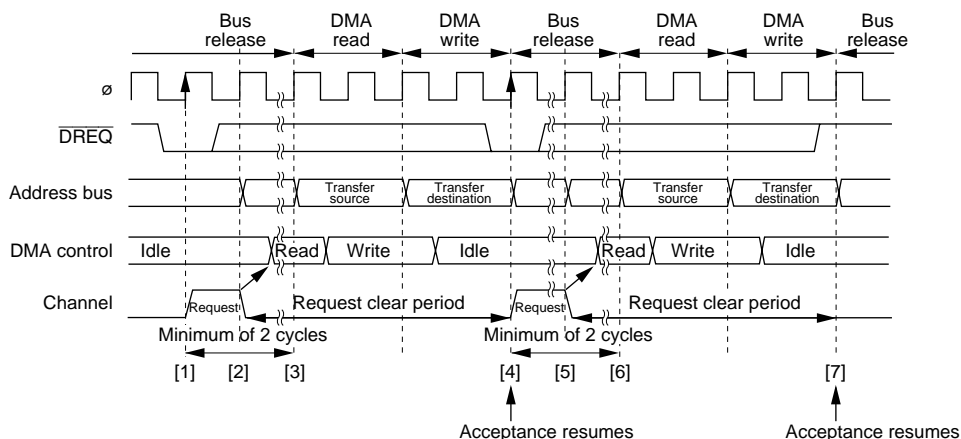 Bus release DMA read DMA write Bus release DMA read DMA write Bus release
ø
DREQ
Address bus Transfer source Transfer destination Transfer source Transfer destination
DMA control Idle Read Write Idle Read Write Idle
Channel Request Request clear period Request Request clear period
Minimum of 2 cycles Minimum of 2 cycles
[1] [2] [3] [4] [5] [6] [7]
Acceptance resumes Acceptance resumes